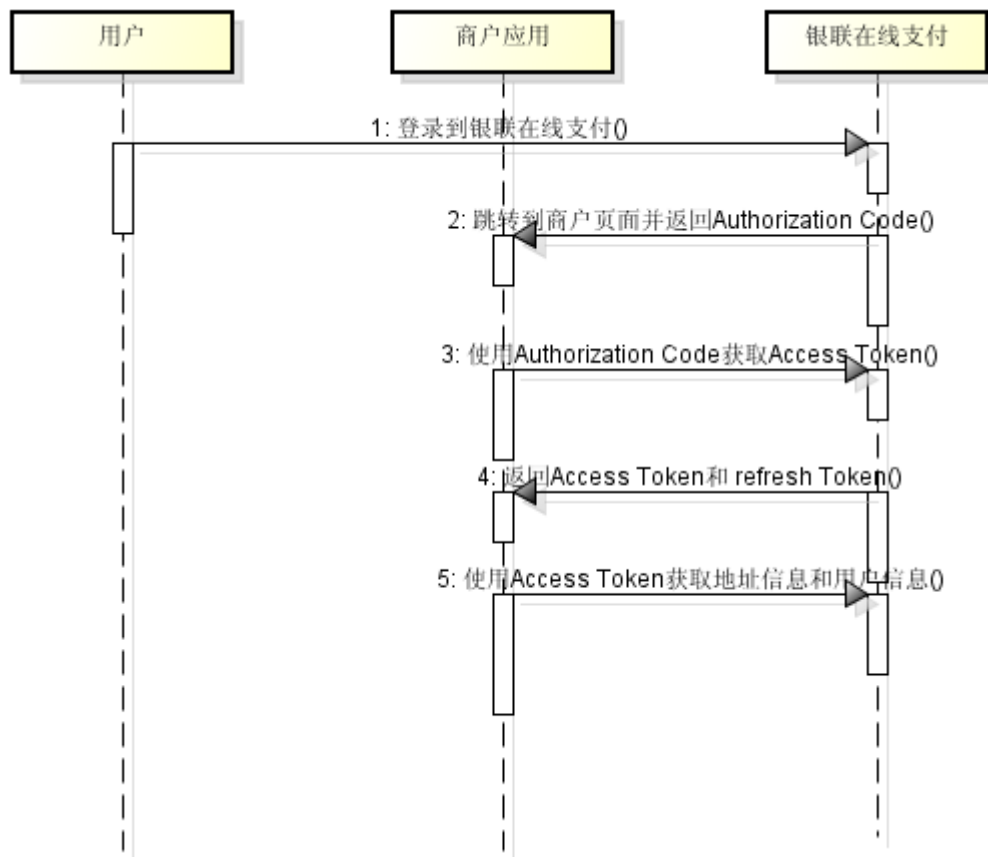 用户
商户应用
银联在线支付
1: 登录到银联在线支付()
2: 跳转到商户页面并返回Authorization Code()
3: 使用Authorization Code获取Access Token()
4: 返回Access Token和 refresh Token()
5: 使用Access Token获取地址信息和用户信息()